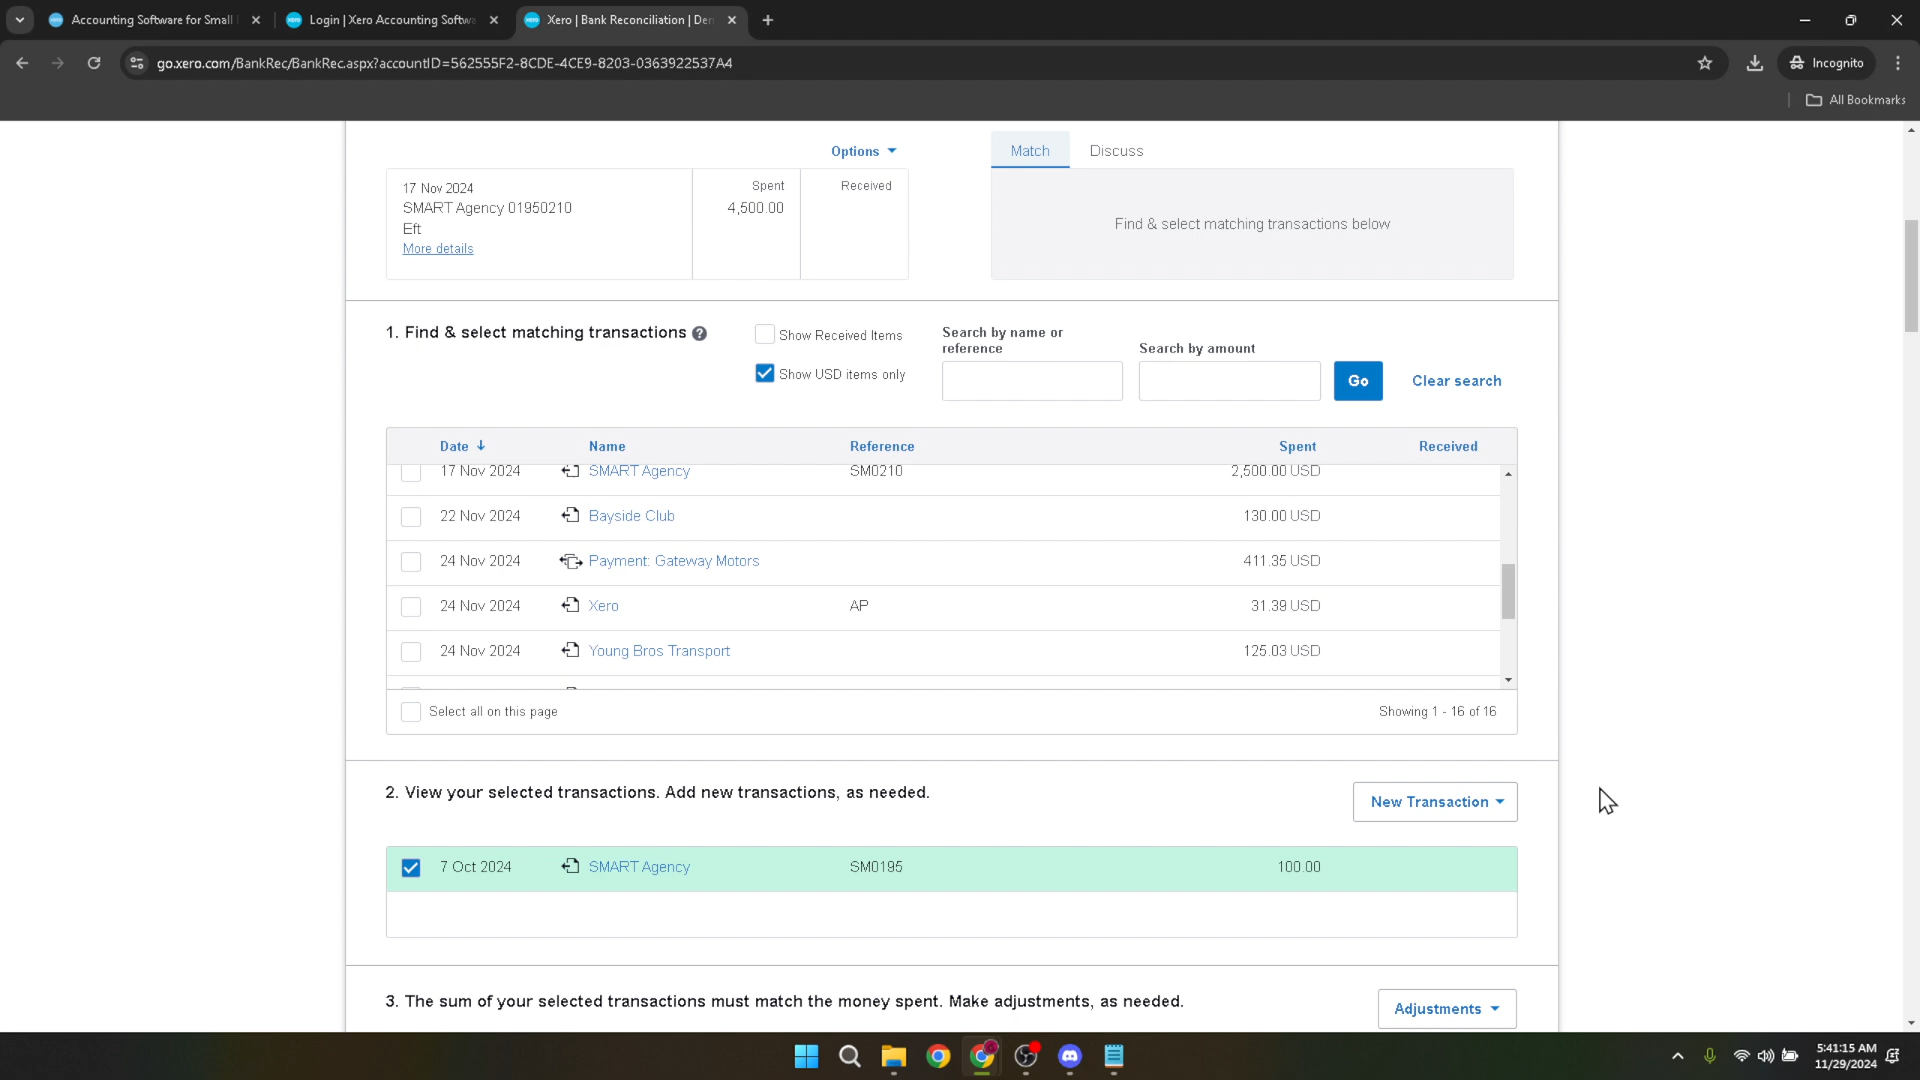 Accounting Software for Small
Login | Xero Accounting Softwa
Xero | Bank Reconciliation | Den
go.xero.com/BankRec/BankRec.aspx?accountID=562555F2-8CDE-4CE9-8203-0363922537A4
Incognito
All Bookmarks
Options
Match
Discuss
17 Nov 2024
Spent
Received
SMART Agency 01950210
4,500.00
Eft
More details
Find & select matching transactions below
1. Find & select matching transactions
Show Received Items
Show USD items only
Search by name or
reference
Search by amount
Go
Clear search
Date Name Reference Spent Received
17 Nov 2024 SMART Agency SM0210 2,500.00 USD
22 Nov 2024 Bayside Club 130.00 USD
24 Nov 2024 Payment: Gateway Motors 411.35 USD
24 Nov 2024 Xero AP 31.39 USD
24 Nov 2024 Young Bros Transport 125.03 USD
Select all on this page
Showing 1 - 16 of 16
2. View your selected transactions. Add new transactions, as needed.
New Transaction
7 Oct 2024 SMART Agency SM0195 100.00
3. The sum of your selected transactions must match the money spent. Make adjustments, as needed.
Adjustments
5:41:15 AM
11/29/2024